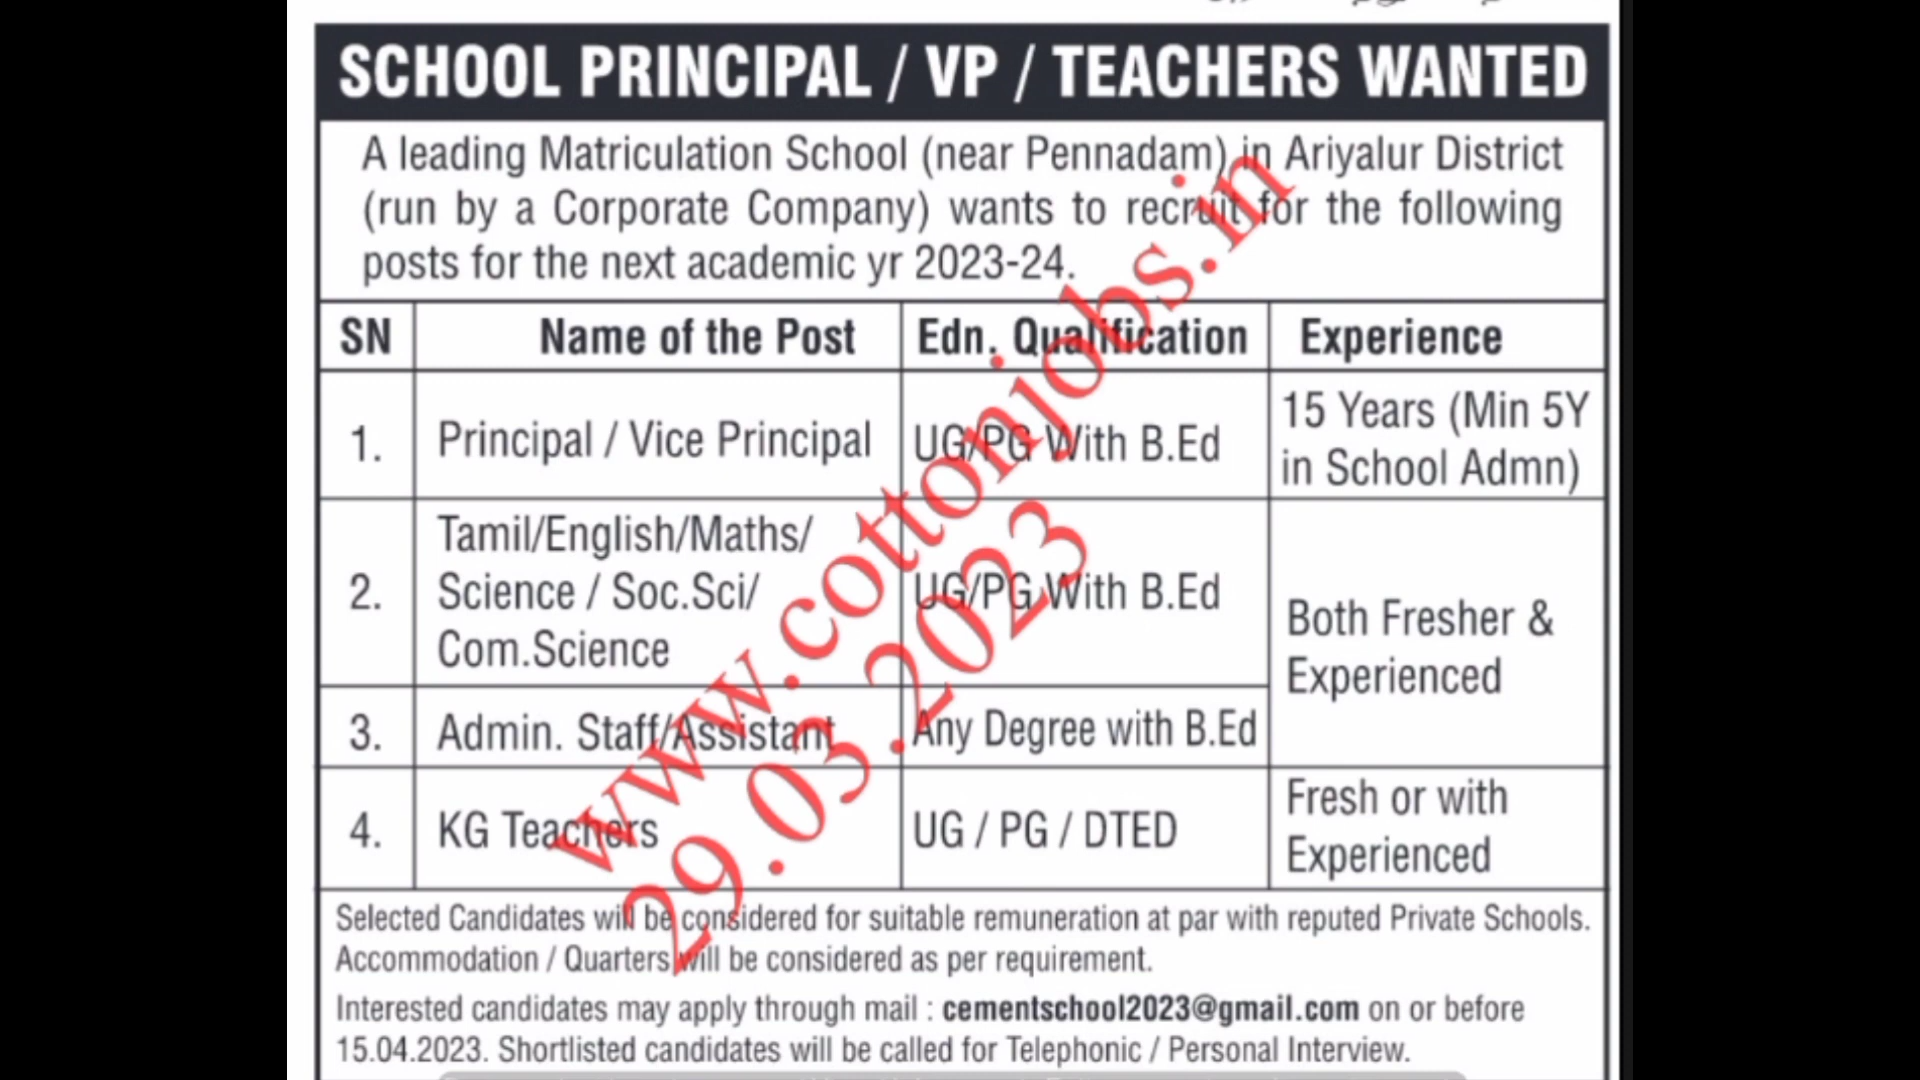 SCHOOL PRINCIPAL / VP / TEACHERS WANTED
A leading Matriculation School (near Pennadam) in Ariyalur District
(run by a Corporate Company) wants to recruit for the following
posts for the next academic yr 2023-24.
SN Name of the Post Edn. Qualification Experience
1. Principal / Vice Principal UG/PG With B.Ed 15 Years (Min 5Y
in School Admn)
2. Tamil/English/Maths/
Science / Soc.Sci/
Com.Science
UG/PG With B.Ed
Both Fresher &
Experienced
3. Admin. Staff/Assistant Any Degree with B.Ed
4. KG Teachers UG / PG / DTED Fresh or with
Experienced
Selected Candidates will be considered for suitable remuneration at par with reputed Private Schools.
Accommodation / Quarters will be considered as per requirement.
Interested candidates may apply through mail : cementschool2023@gmail.com on or before
15.04.2023. Shortlisted candidates will be called for Telephonic / Personal Interview.
www.cottonjobs.in
29.03.2023